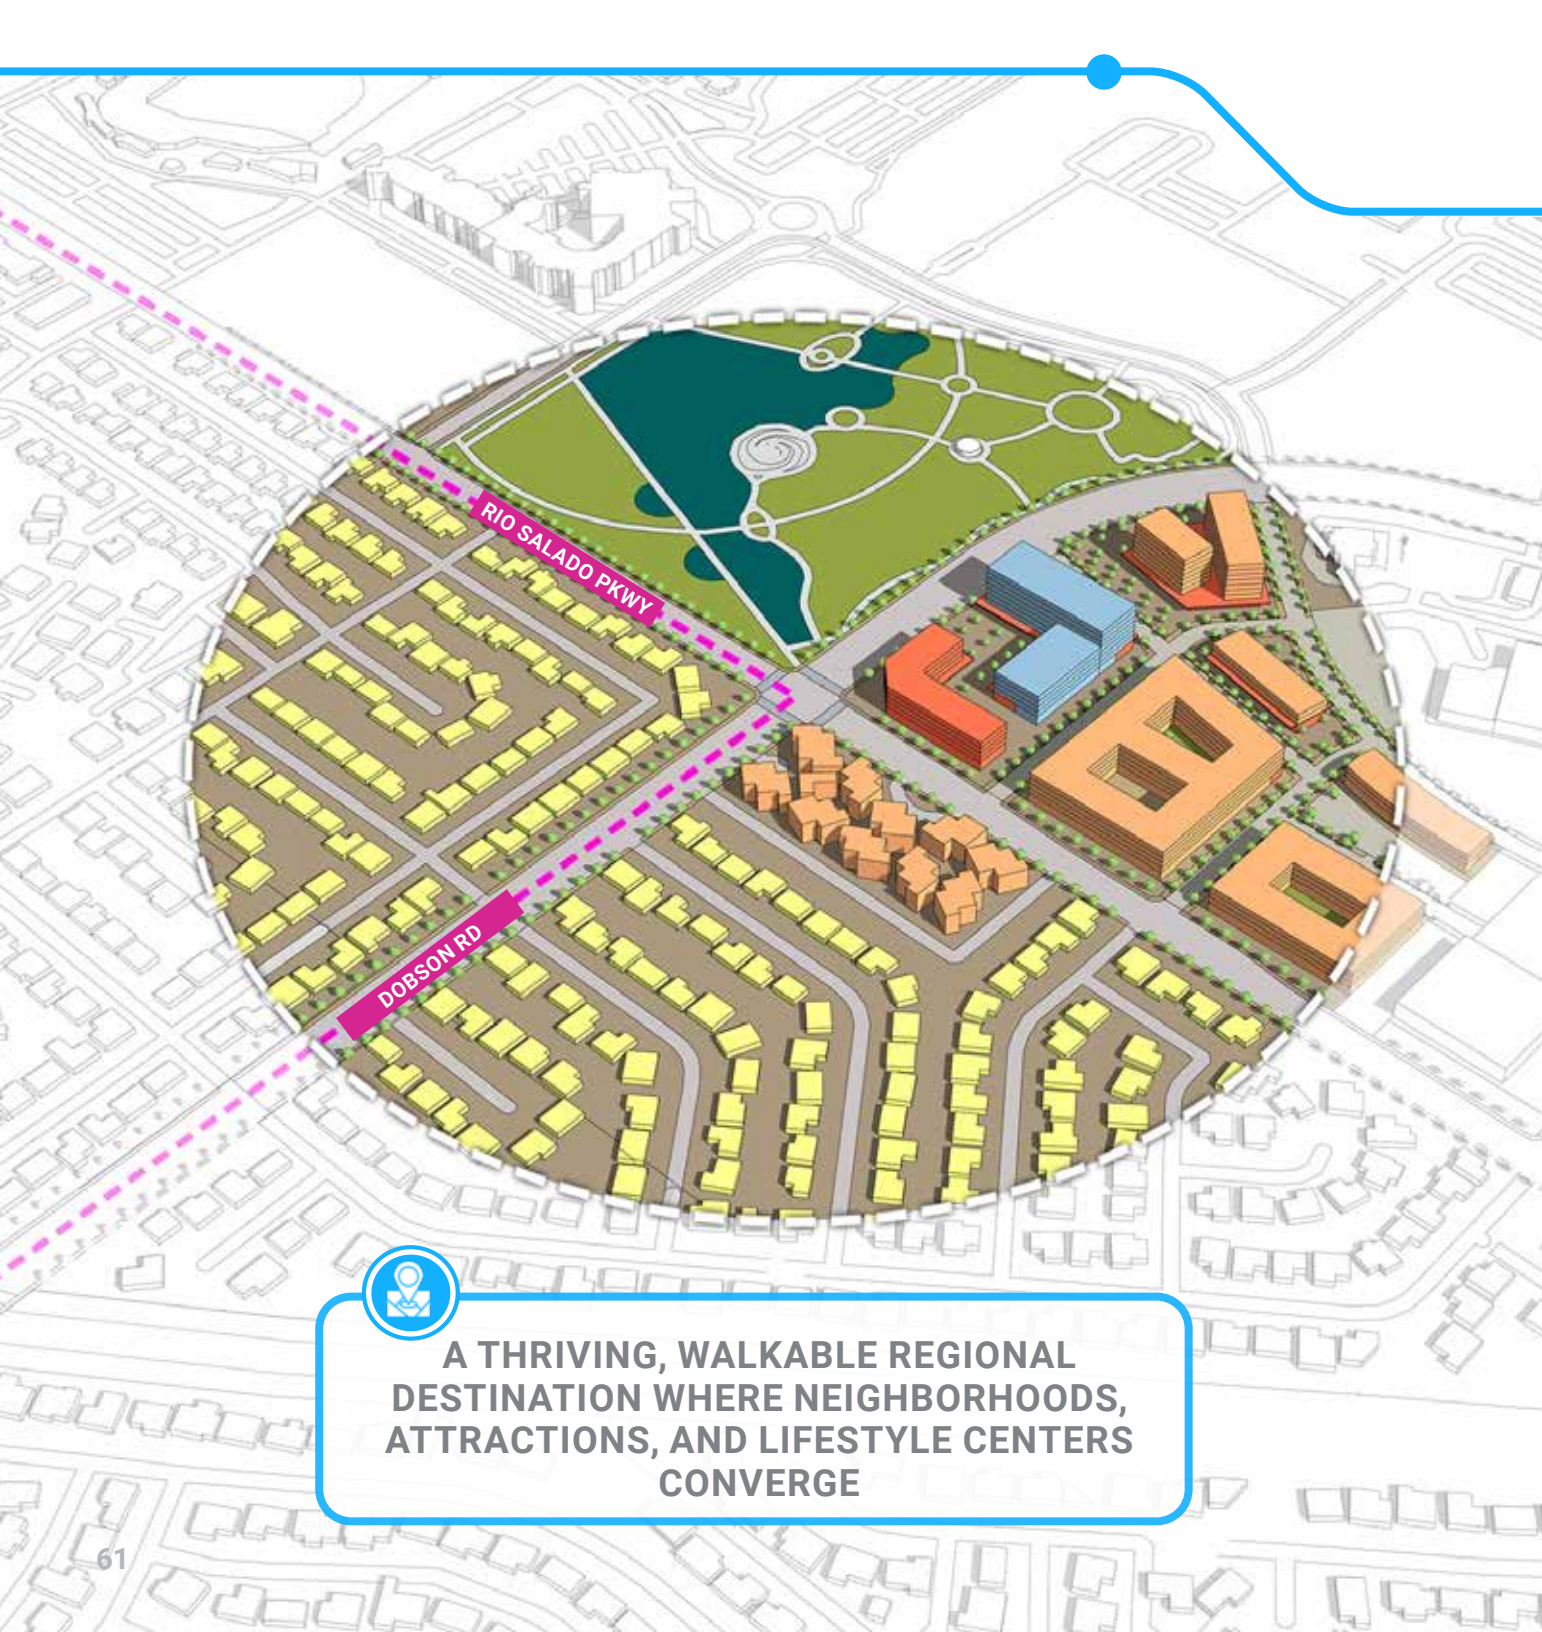 RIO SALADO PKWY
DOBSON RD
A THRIVING, WALKABLE REGIONAL
DESTINATION WHERE NEIGHBORHOODS,
ATTRACTIONS, AND LIFESTYLE CENTERS
CONVERGE
61